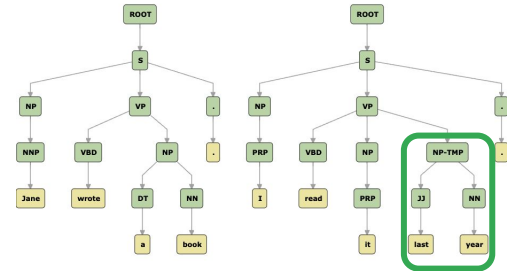 ROOT ROOT
S S
NP VP . NP VP .
NNP VBD NP . PRP VBD NP NP-TMP .
Jane wrote DT NN I read PRP JJ NN
a book it last year